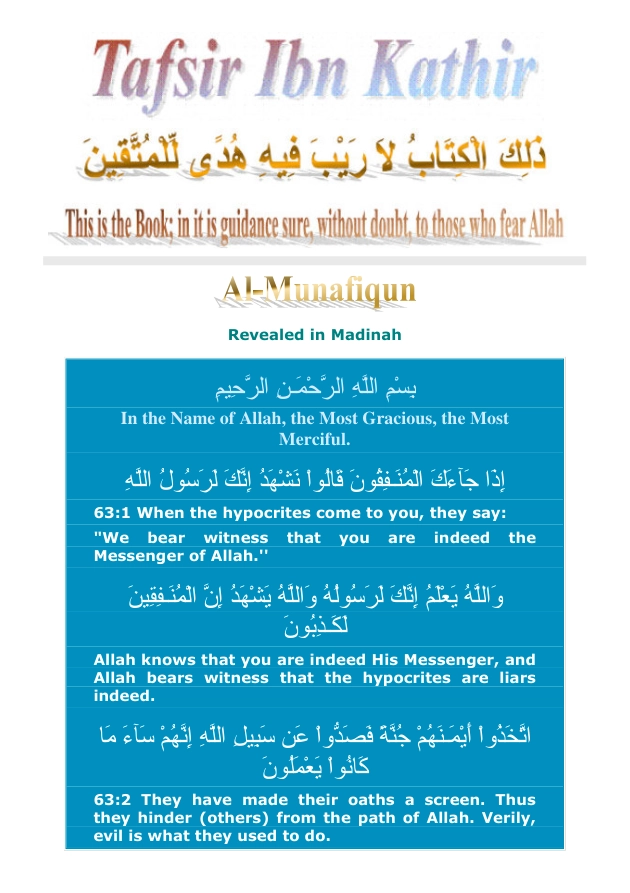 Tafsir Ibn Kathir
ذَلِكَ الْكِتَابُ لاَ رَيْبَ فِيهِ هُدًى لِّلْمُتَّقِينَ
This is the Book; in it is guidance sure, without doubt, to those who fear Allah
Al-Munafiqun
Revealed in Madinah
بِسْمِ اللَّهِ الرَّحْمَـنِ الرَّحِيمِ
In the Name of Allah, the Most Gracious, the Most
Merciful.
إِذَا جَآءَكَ الْمُنَـفِقُونَ قَالُواْ نَشْهَدُ إِنَّكَ لَرَسُولُ اللَّهِ
63:1 When the hypocrites come to you, they say:
"We bear witness that you are indeed the
Messenger of Allah.''
وَاللَّهُ يَعْلَمُ إِنَّكَ لَرَسُولُهُ وَاللَّهُ يَشْهَدُ إِنَّ الْمُنَـفِقِينَ
لَكَـذِبُونَ
Allah knows that you are indeed His Messenger, and
Allah bears witness that the hypocrites are liars
indeed.
اتَّخَذُواْ أَيْمَـنَهُمْ جُنَّةً فَصَدُّواْ عَن سَبِيلِ اللَّهِ إِنَّهُمْ سَآءَ مَا
كَانُواْ يَعْمَلُونَ
63:2 They have made their oaths a screen. Thus
they hinder (others) from the path of Allah. Verily,
evil is what they used to do.